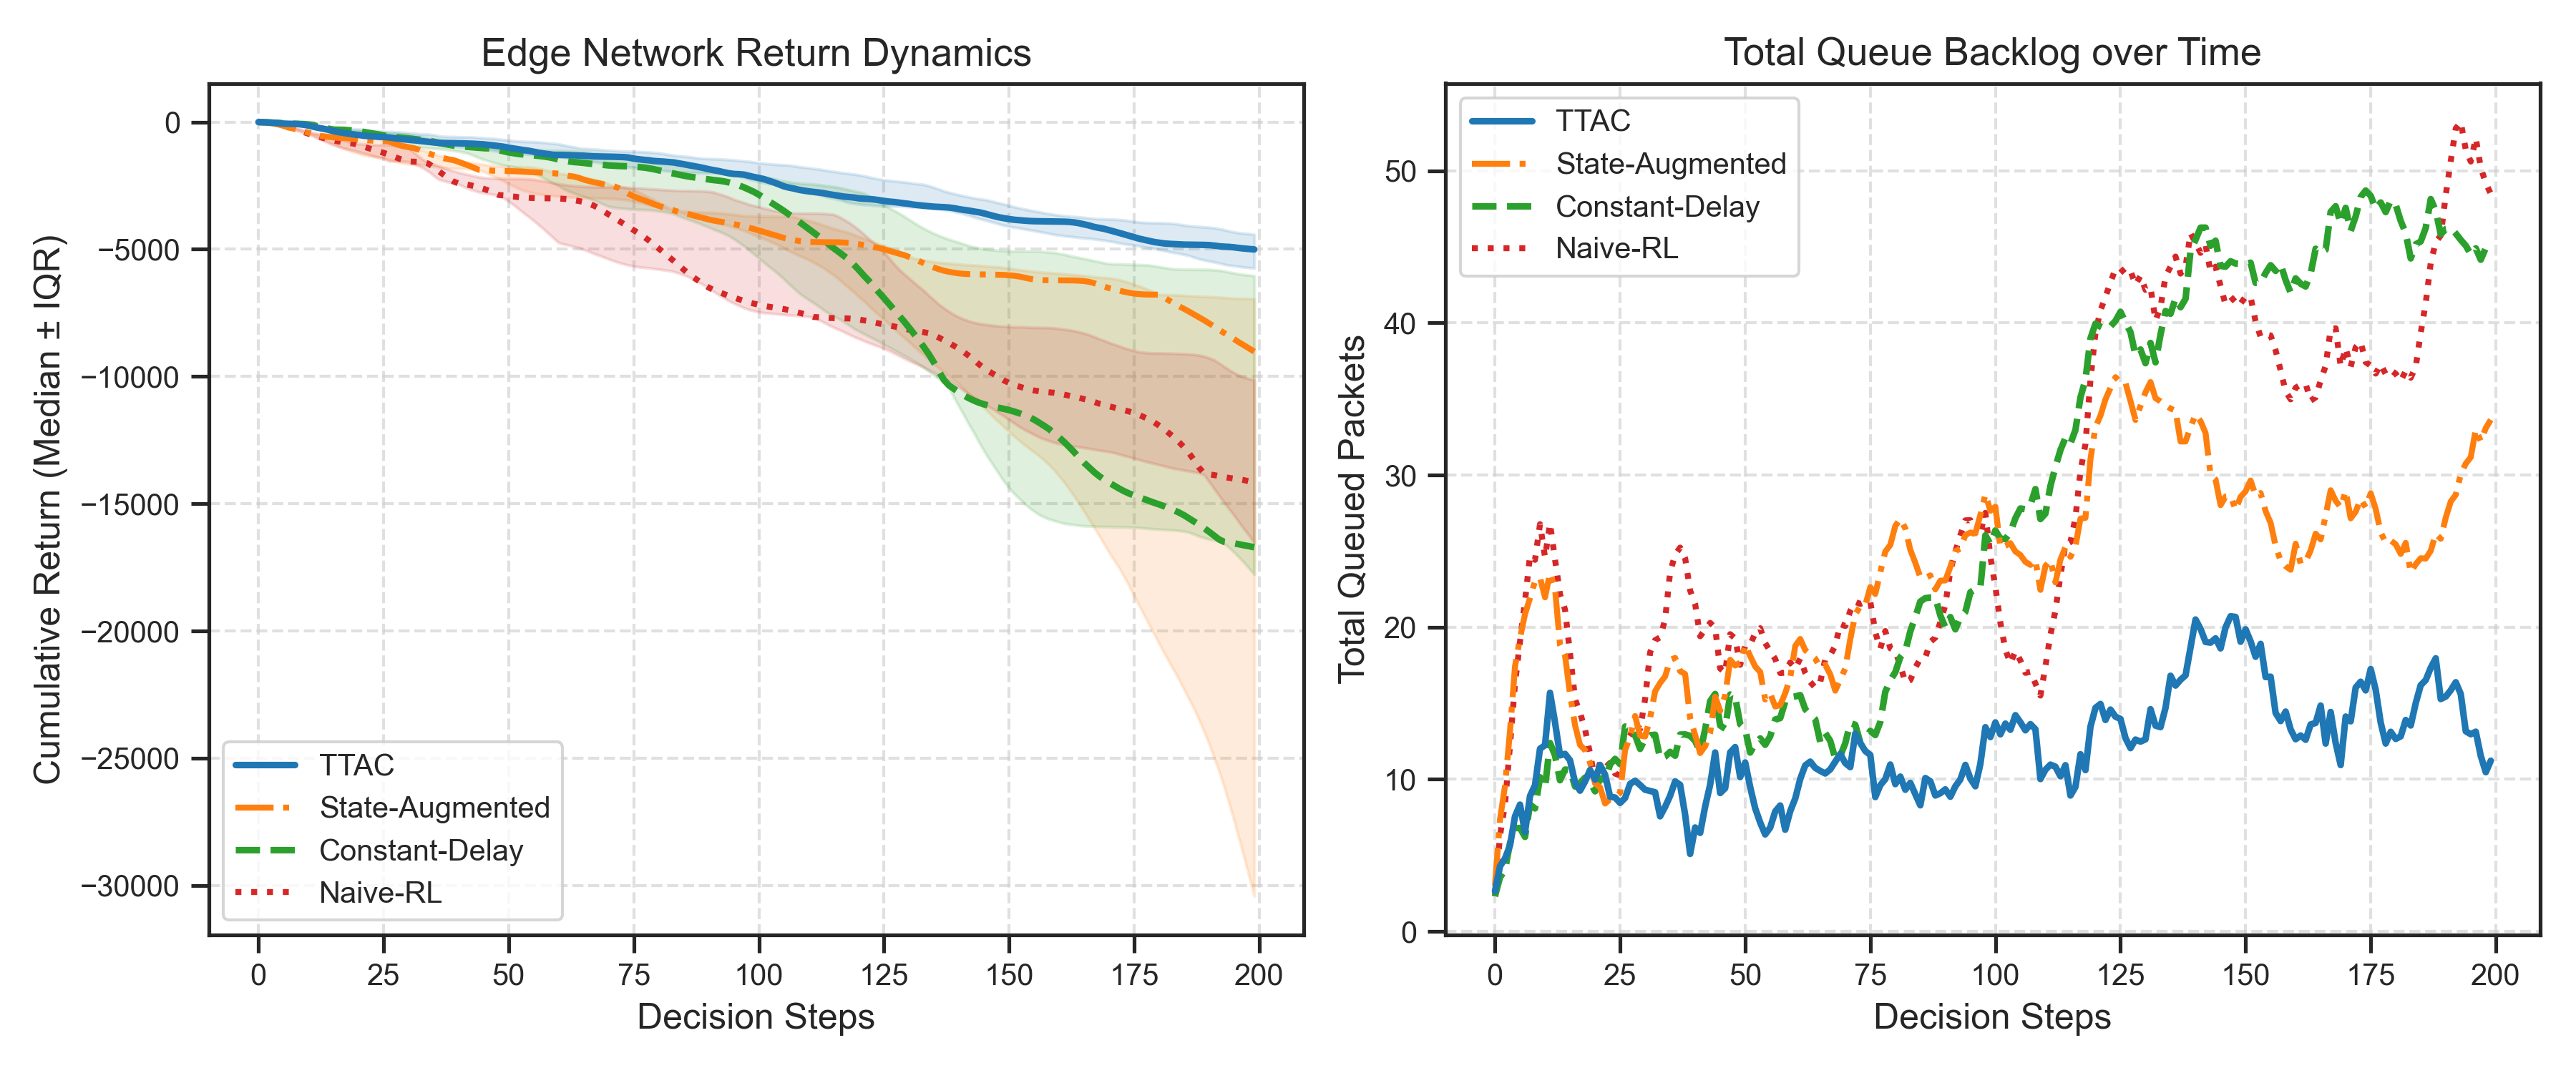 Edge Network Return Dynamics
Cumulative Return (Median ± IQR)
0
−5000
−10000
−15000
−20000
−25000
−30000
TTAC
State-Augmented
Constant-Delay
Naive-RL
0 25 50 75 100 125 150 175 200
Decision Steps
Total Queue Backlog over Time
Total Queued Packets
50
40
30
20
10
0
TTAC
State-Augmented
Constant-Delay
Naive-RL
0 25 50 75 100 125 150 175 200
Decision Steps